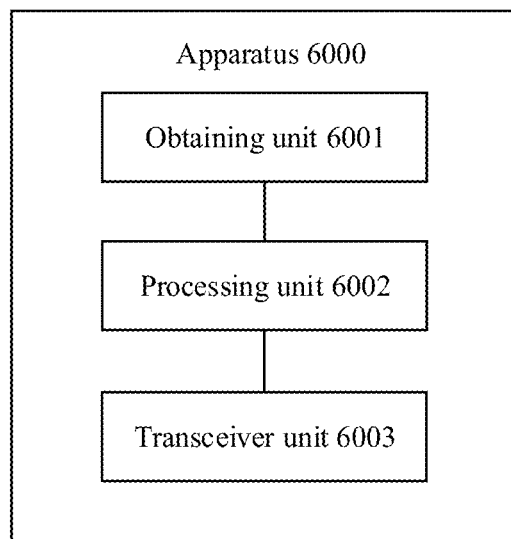 Apparatus 6000
Obtaining unit 6001
Processing unit 6002
Transceiver unit 6003